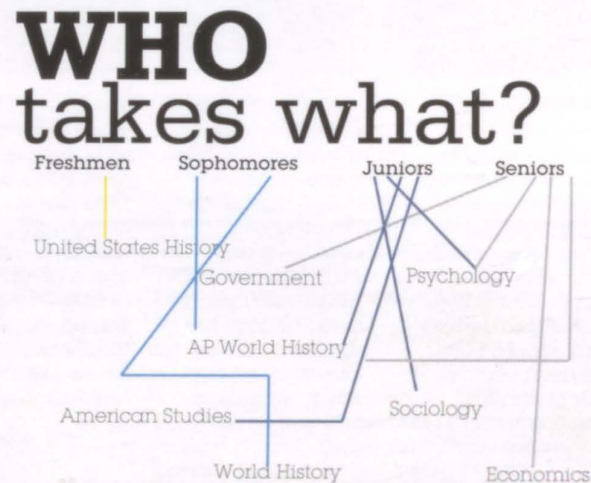 WHO
takes what?
Freshmen Sophomores Juniors Seniors
United States History
Government Psychology
AP World History
Sociology
American Studies
World History Economics